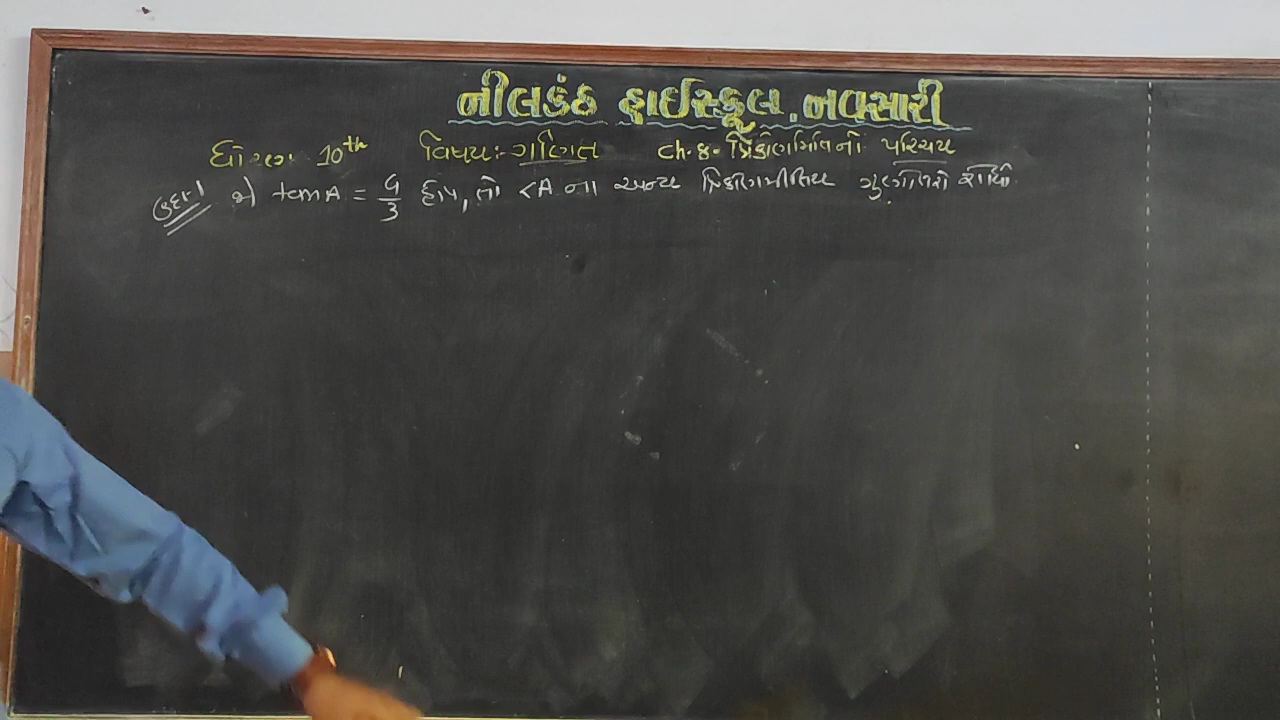 નીલકંઠ હાઈસ્કૂલ, નવસારી
ધોરણ 10th વિષય:- ગણિત Ch.8- ત્રિકોણમિતિનો પરિચય
ઉદા-1 જો tanA = 4/3 હોય, તો <A ના અન્ય ત્રિકોણમિતિય ગુણોત્તરો શોધો.